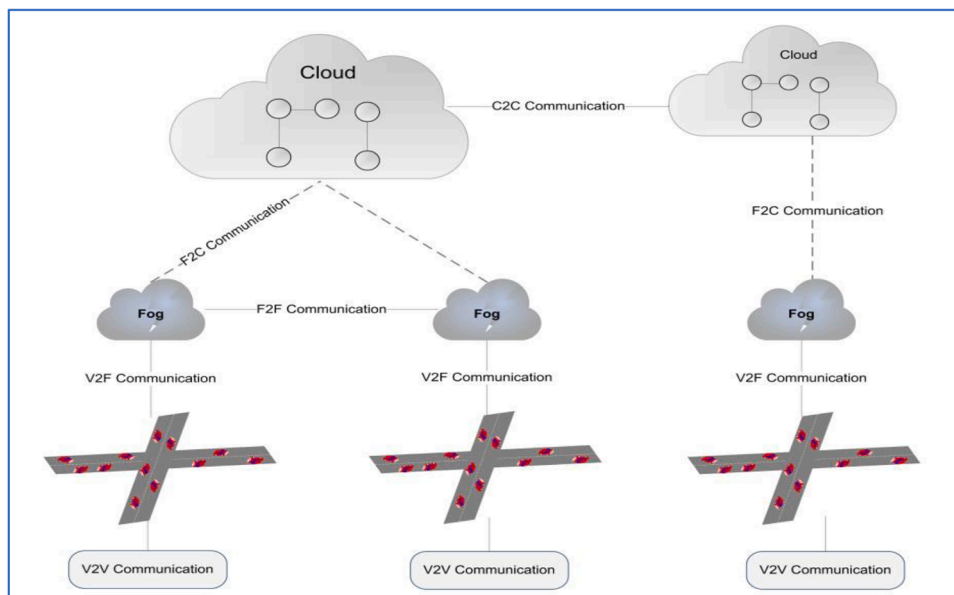 Cloud
Cloud
C2C Communication
F2C Communication
F2C Communication
Fog
F2F Communication
Fog
Fog
V2F Communication
V2F Communication
V2F Communication
V2V Communication
V2V Communication
V2V Communication